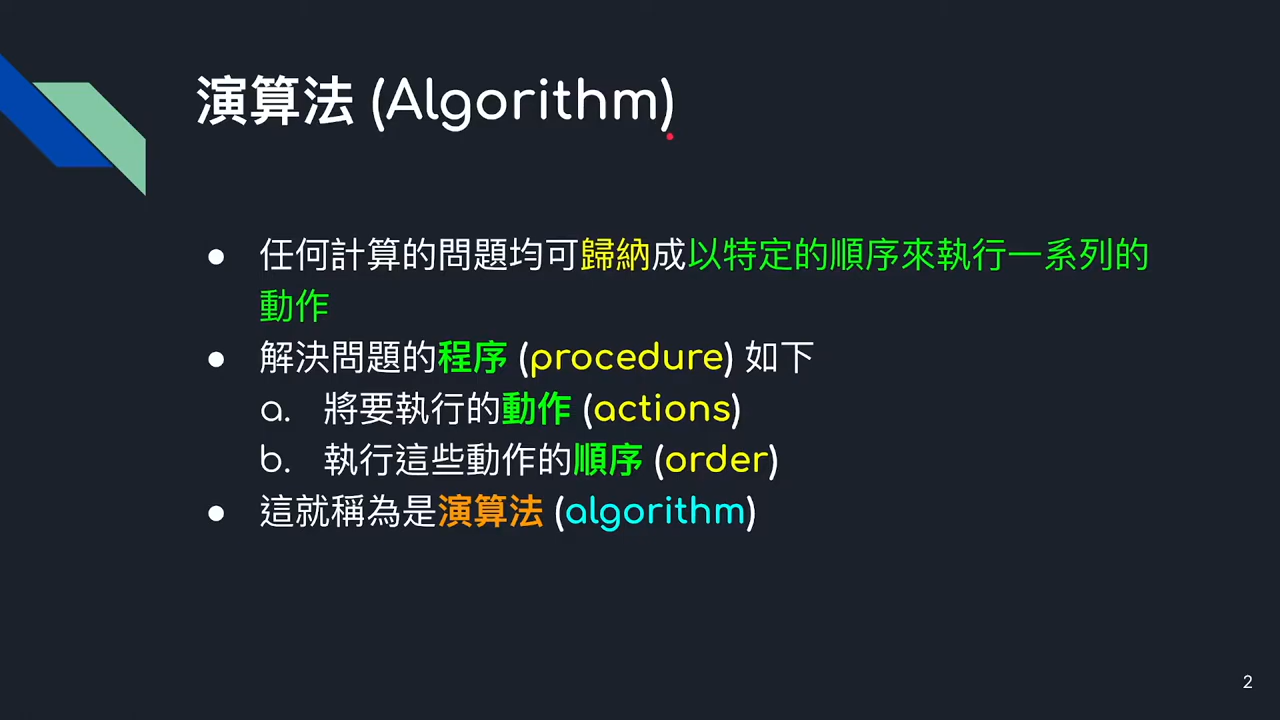 演算法 (Algorithm)
● 任何計算的問題均可歸納成以特定的順序來執行一系列的
動作
● 解決問題的程序 (procedure) 如下
a. 將要執行的動作 (actions)
b. 執行這些動作的順序 (order)
● 這就稱為是演算法 (algorithm)
2